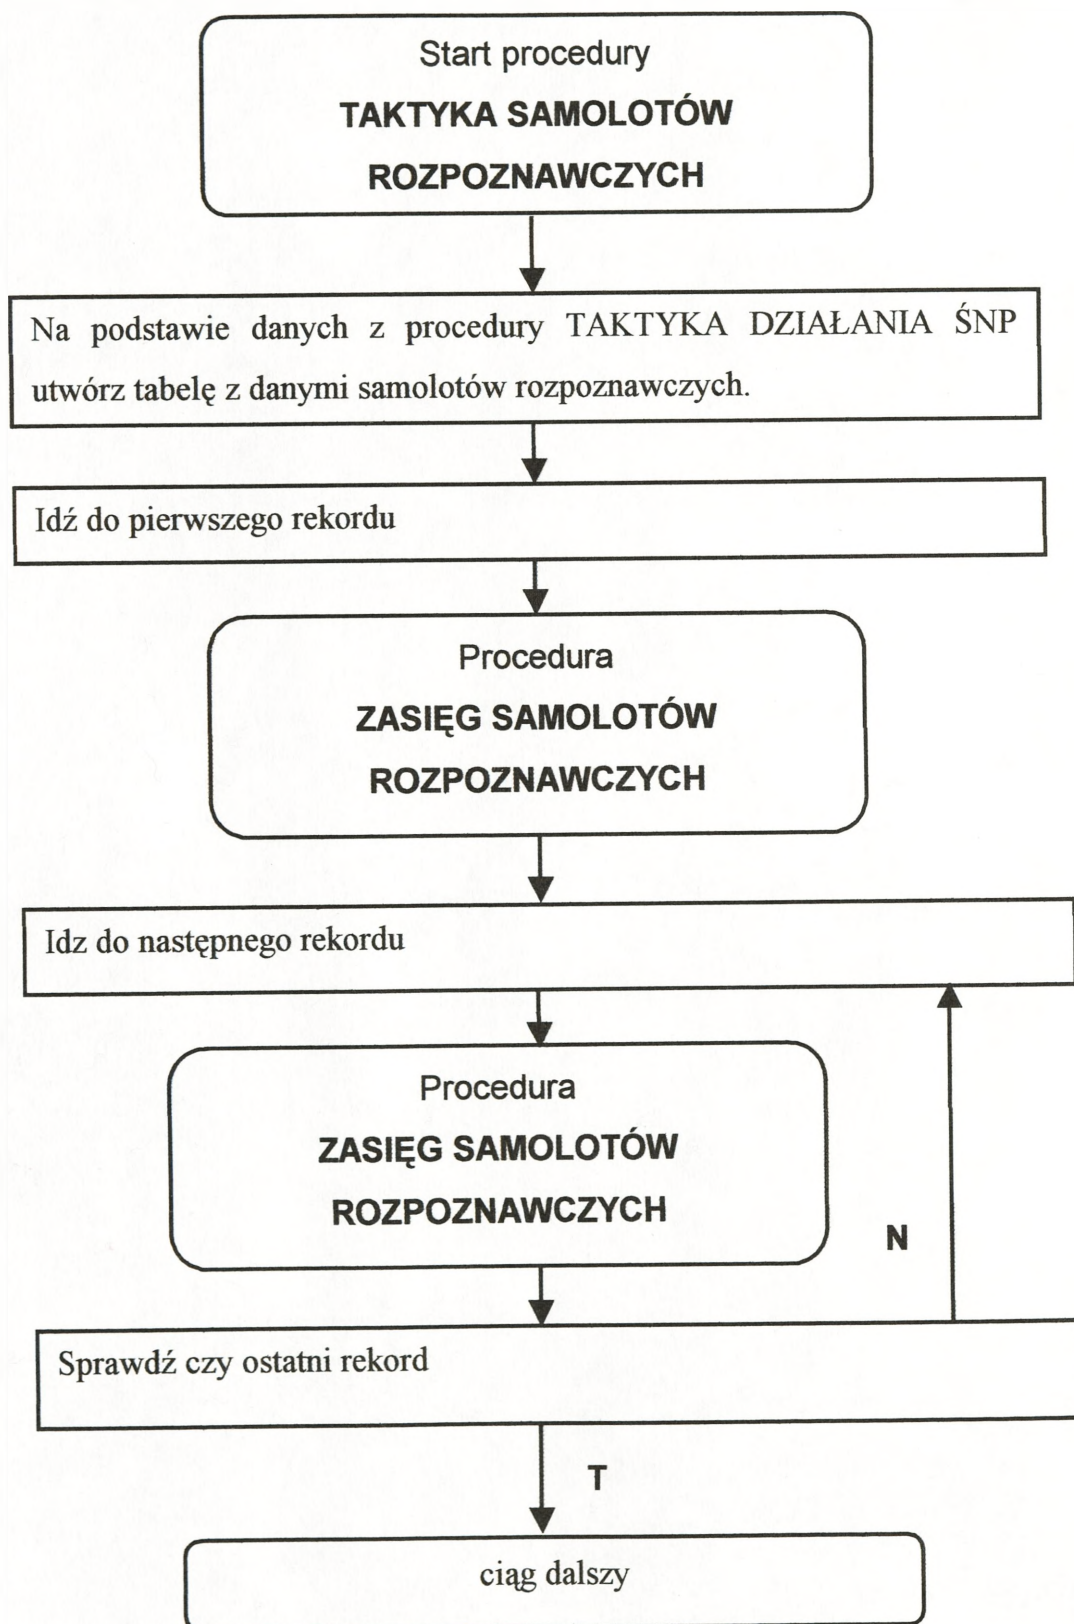 Start procedury
TAKTYKA SAMOLOTÓW
ROZPOZNAWCZYCH
Na podstawie danych z procedury TAKTYKA DZIAŁANIA ŚNP
utwórz tabelę z danymi samolotów rozpoznawczych.
Idź do pierwszego rekordu
Procedura
ZASIĘG SAMOLOTÓW
ROZPOZNAWCZYCH
Idz do następnego rekordu
Procedura
ZASIĘG SAMOLOTÓW
ROZPOZNAWCZYCH
N
Sprawdź czy ostatni rekord
T
ciąg dalszy